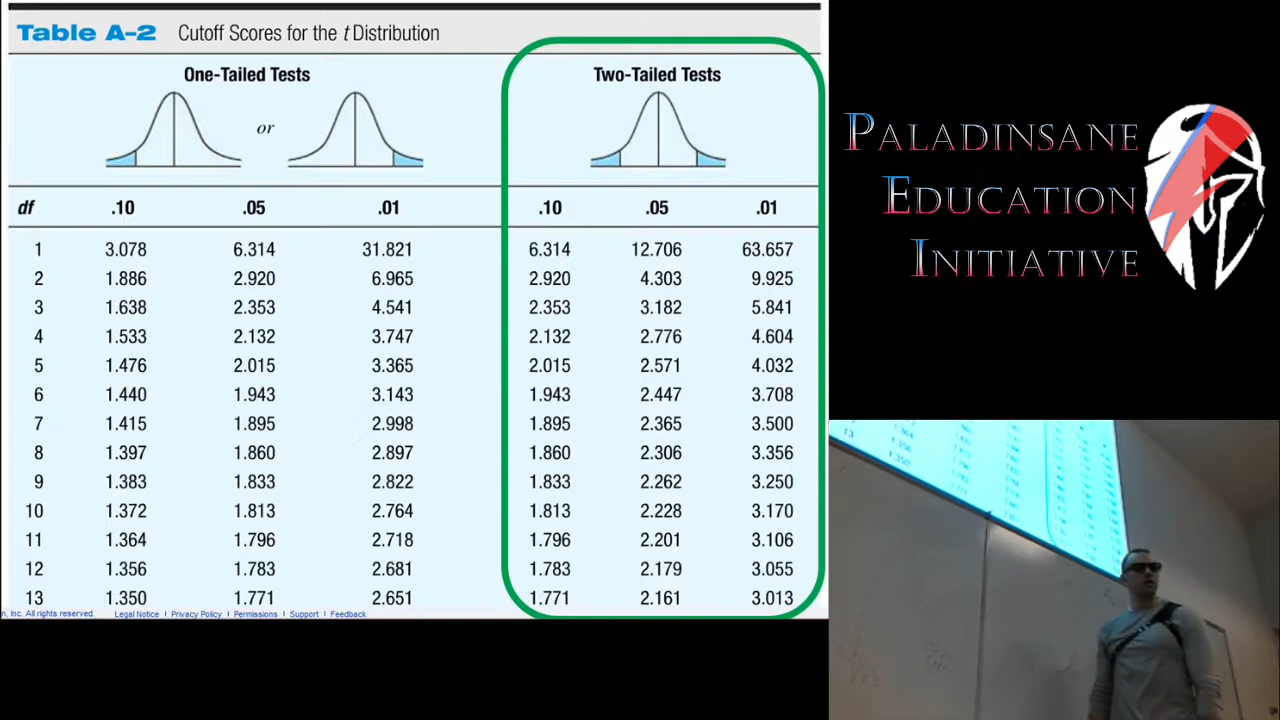 Table A-2 Cutoff Scores for the t Distribution
One-Tailed Tests Two-Tailed Tests
or
df .10 .05 .01 .10 .05 .01
1 3.078 6.314 31.821 6.314 12.706 63.657
2 1.886 2.920 6.965 2.920 4.303 9.925
3 1.638 2.353 4.541 2.353 3.182 5.841
4 1.533 2.132 3.747 2.132 2.776 4.604
5 1.476 2.015 3.365 2.015 2.571 4.032
6 1.440 1.943 3.143 1.943 2.447 3.708
7 1.415 1.895 2.998 1.895 2.365 3.500
8 1.397 1.860 2.897 1.860 2.306 3.356
9 1.383 1.833 2.822 1.833 2.262 3.250
10 1.372 1.813 2.764 1.813 2.228 3.170
11 1.364 1.796 2.718 1.796 2.201 3.106
12 1.356 1.783 2.681 1.783 2.179 3.055
13 1.350 1.771 2.651 1.771 2.161 3.013
n, Inc. All rights reserved. Legal Notice | Privacy Policy | Permissions | Support | Feedback
PALADINSANE
EDUCATION
INITIATIVE
13
1.350